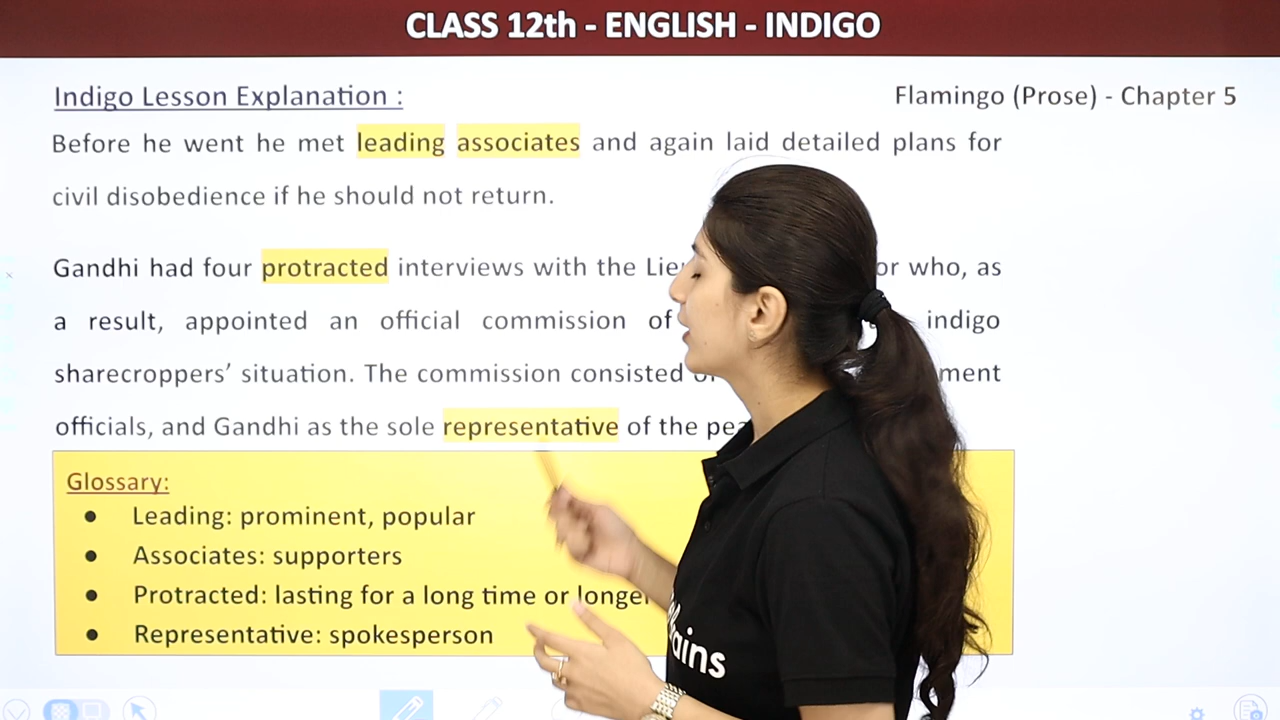 CLASS 12th - ENGLISH - INDIGO
Indigo Lesson Explanation :
Flamingo (Prose) - Chapter 5
Before he went he met leading associates and again laid detailed plans for
civil disobedience if he should not return.
Gandhi had four protracted interviews with the who, as
a result, appointed an official commission of indigo
sharecroppers’ situation. The commission consisted
officials, and Gandhi as the sole representative of the
Glossary:
● Leading: prominent, popular
● Associates: supporters
● Protracted: lasting for a long time or longer
● Representative: spokesperson